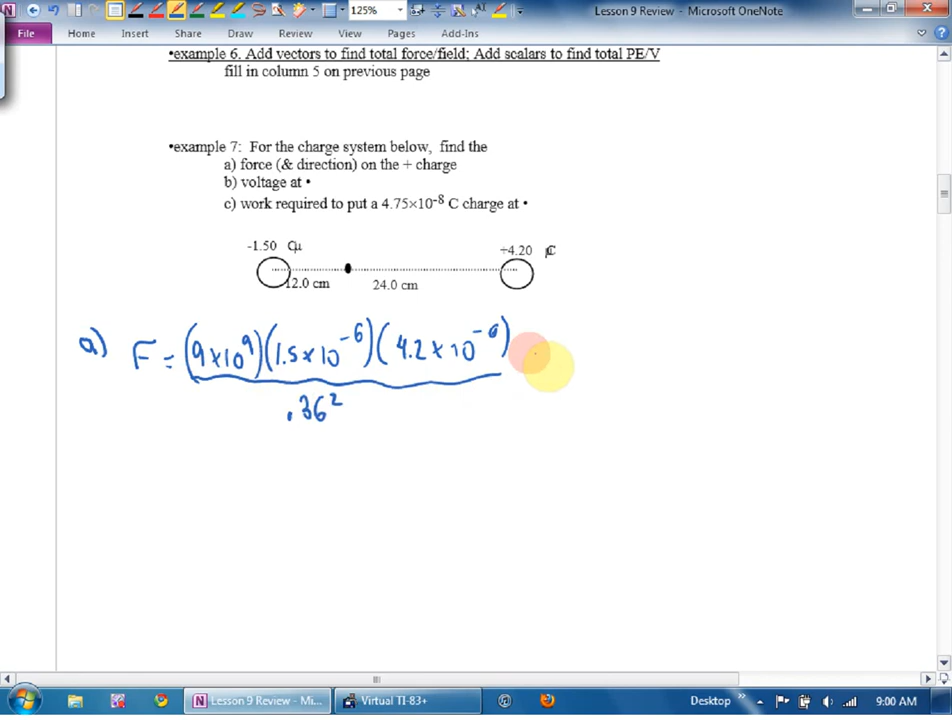 125%
Lesson 9 Review - Microsoft OneNote
File Home Insert Share Draw Review View Pages Add-Ins
•example 6. Add vectors to find total force/field; Add scalars to find total PE/V
fill in column 5 on previous page
•example 7: For the charge system below, find the
a) force (& direction) on the + charge
b) voltage at •
c) work required to put a 4.75×10⁻⁸ C charge at •
-1.50 Cμ +4.20 μC
12.0 cm 24.0 cm
a) F = (9×10⁹)(1.5×10⁻⁶)(4.2×10⁻⁶)
.36²
Lesson 9 Review - Mi... Virtual TI-83+ Desktop 9:00 AM